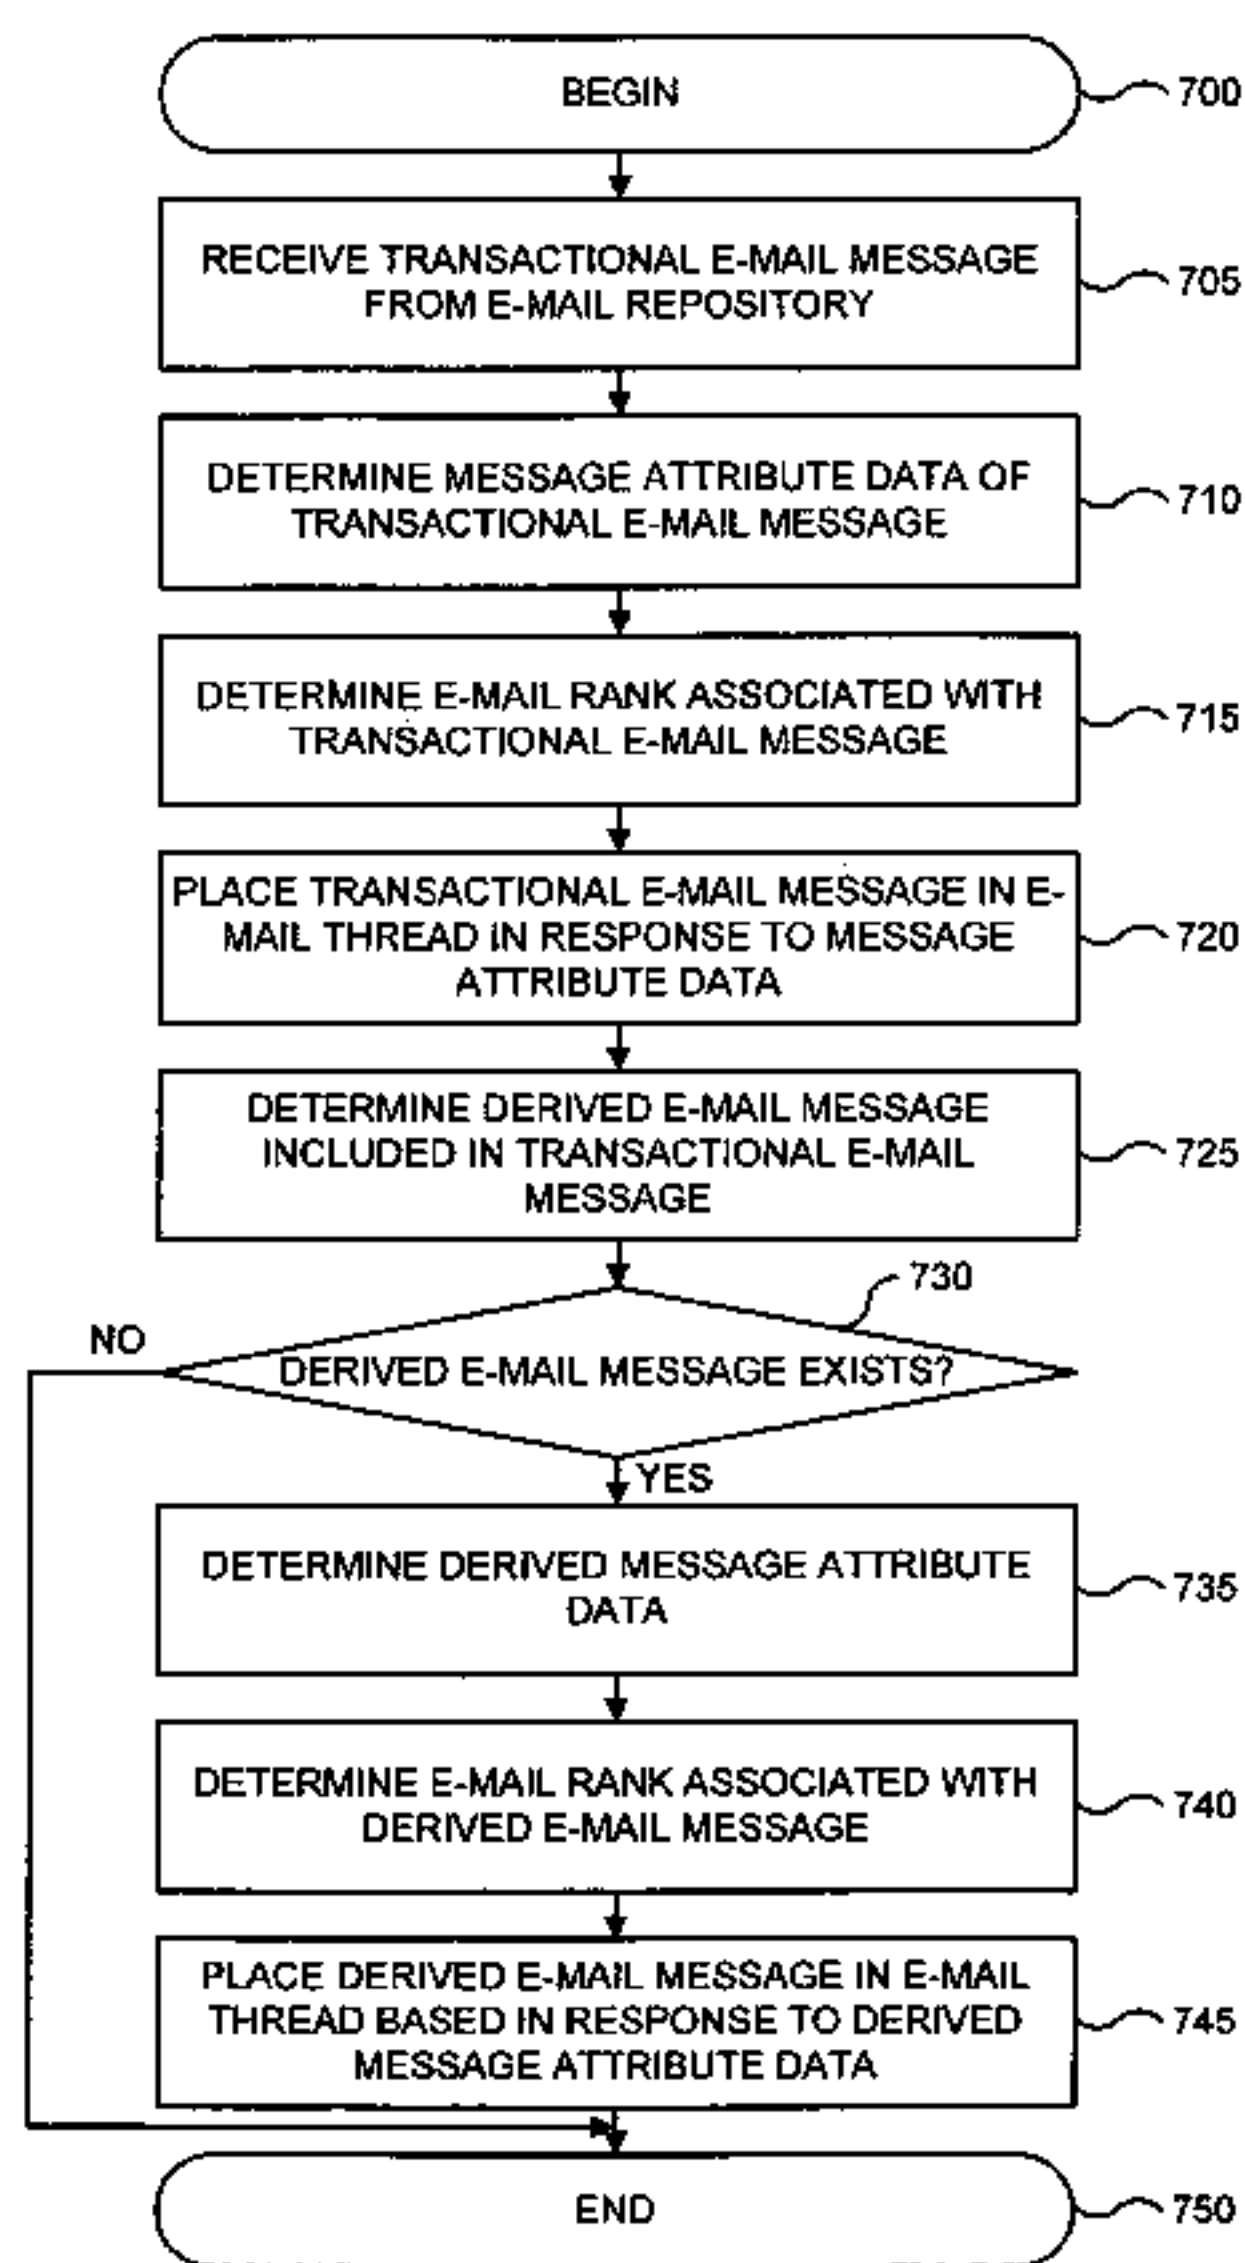 BEGIN
700
RECEIVE TRANSACTIONAL E-MAIL MESSAGE
FROM E-MAIL REPOSITORY
705
DETERMINE MESSAGE ATTRIBUTE DATA OF
TRANSACTIONAL E-MAIL MESSAGE
710
DETERMINE E-MAIL RANK ASSOCIATED WITH
TRANSACTIONAL E-MAIL MESSAGE
715
PLACE TRANSACTIONAL E-MAIL MESSAGE IN E-
MAIL THREAD IN RESPONSE TO MESSAGE
ATTRIBUTE DATA
720
DETERMINE DERIVED E-MAIL MESSAGE
INCLUDED IN TRANSACTIONAL E-MAIL
MESSAGE
725
730
NO
DERIVED E-MAIL MESSAGE EXISTS?
YES
DETERMINE DERIVED MESSAGE ATTRIBUTE
DATA
735
DETERMINE E-MAIL RANK ASSOCIATED WITH
DERIVED E-MAIL MESSAGE
740
PLACE DERIVED E-MAIL MESSAGE IN E-MAIL
THREAD BASED IN RESPONSE TO DERIVED
MESSAGE ATTRIBUTE DATA
745
END
750